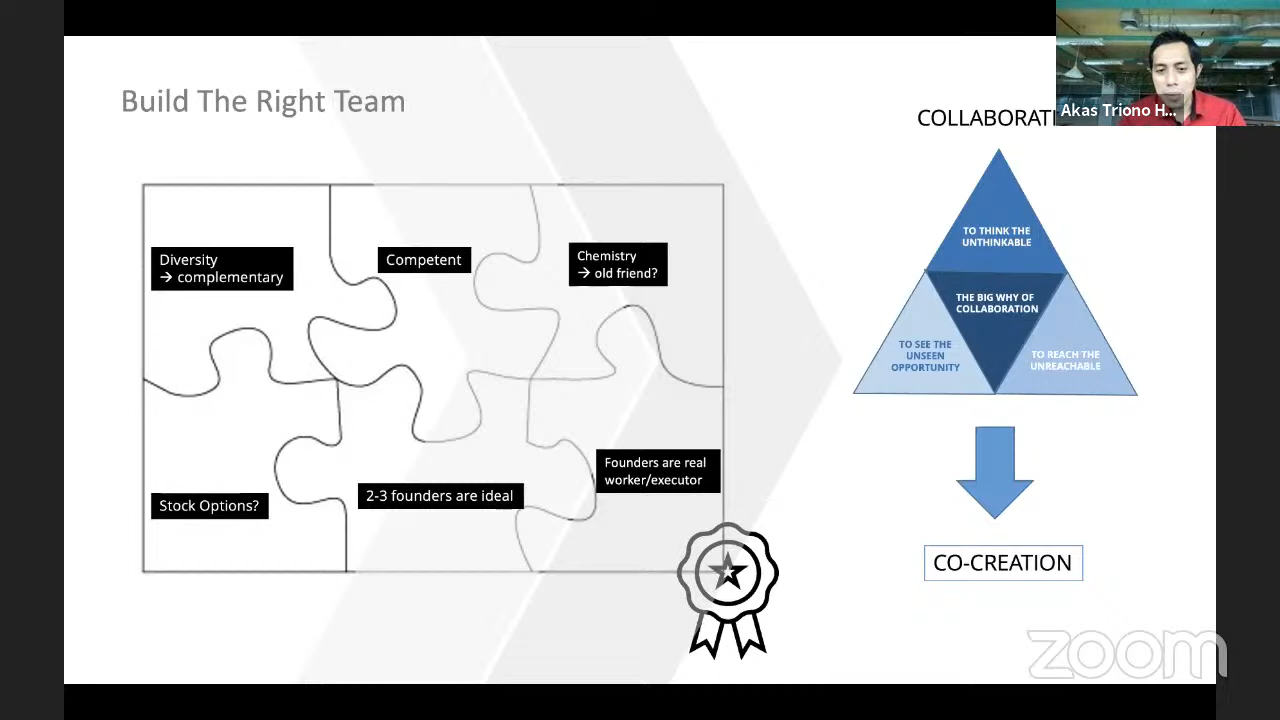 Build The Right Team
Akas Triono H...
COLLABORATI
Diversity
→ complementary
Competent
Chemistry
→ old friend?
TO THINK THE
UNTHINKABLE
THE BIG WHY OF
COLLABORATION
TO SEE THE
UNSEEN
OPPORTUNITY
TO REACH THE
UNREACHABLE
Stock Options?
2-3 founders are ideal
Founders are real
worker/executor
CO-CREATION
zoom